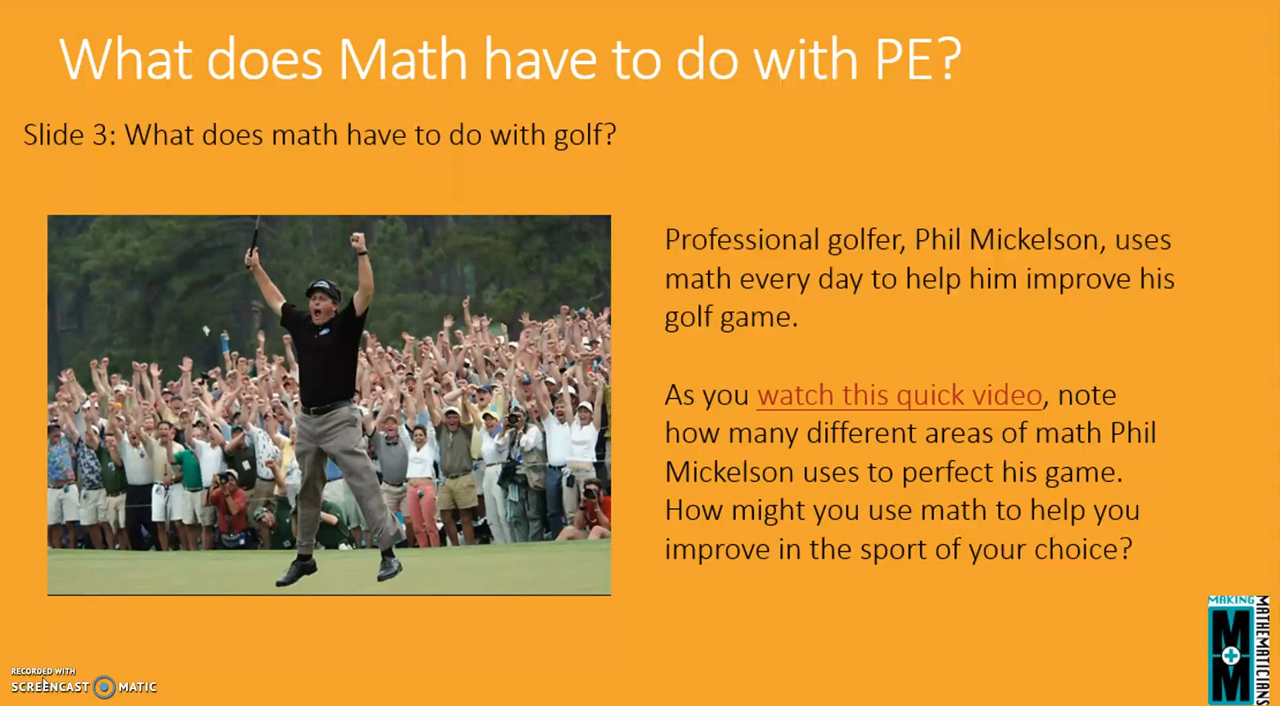 What does Math have to do with PE?
Slide 3: What does math have to do with golf?
Professional golfer, Phil Mickelson, uses
math every day to help him improve his
golf game.
As you watch this quick video, note
how many different areas of math Phil
Mickelson uses to perfect his game.
How might you use math to help you
improve in the sport of your choice?
MAKING
MATHEMATICIANS
M
M
RECORDED WITH
SCREENCAST MATIC